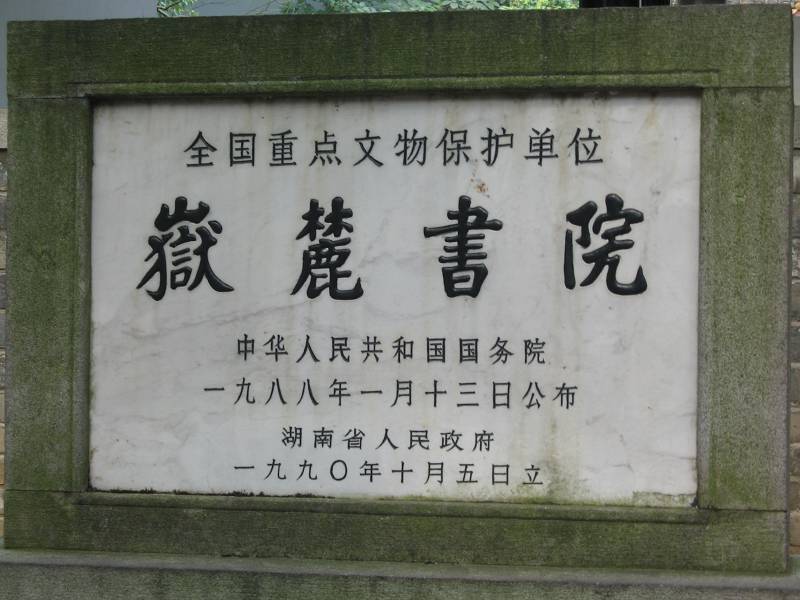 全国重点文物保护单位
嶽麓書院
中华人民共和国国务院
一九八八年一月十三日公布
湖南省人民政府
一九九〇年十月五日立